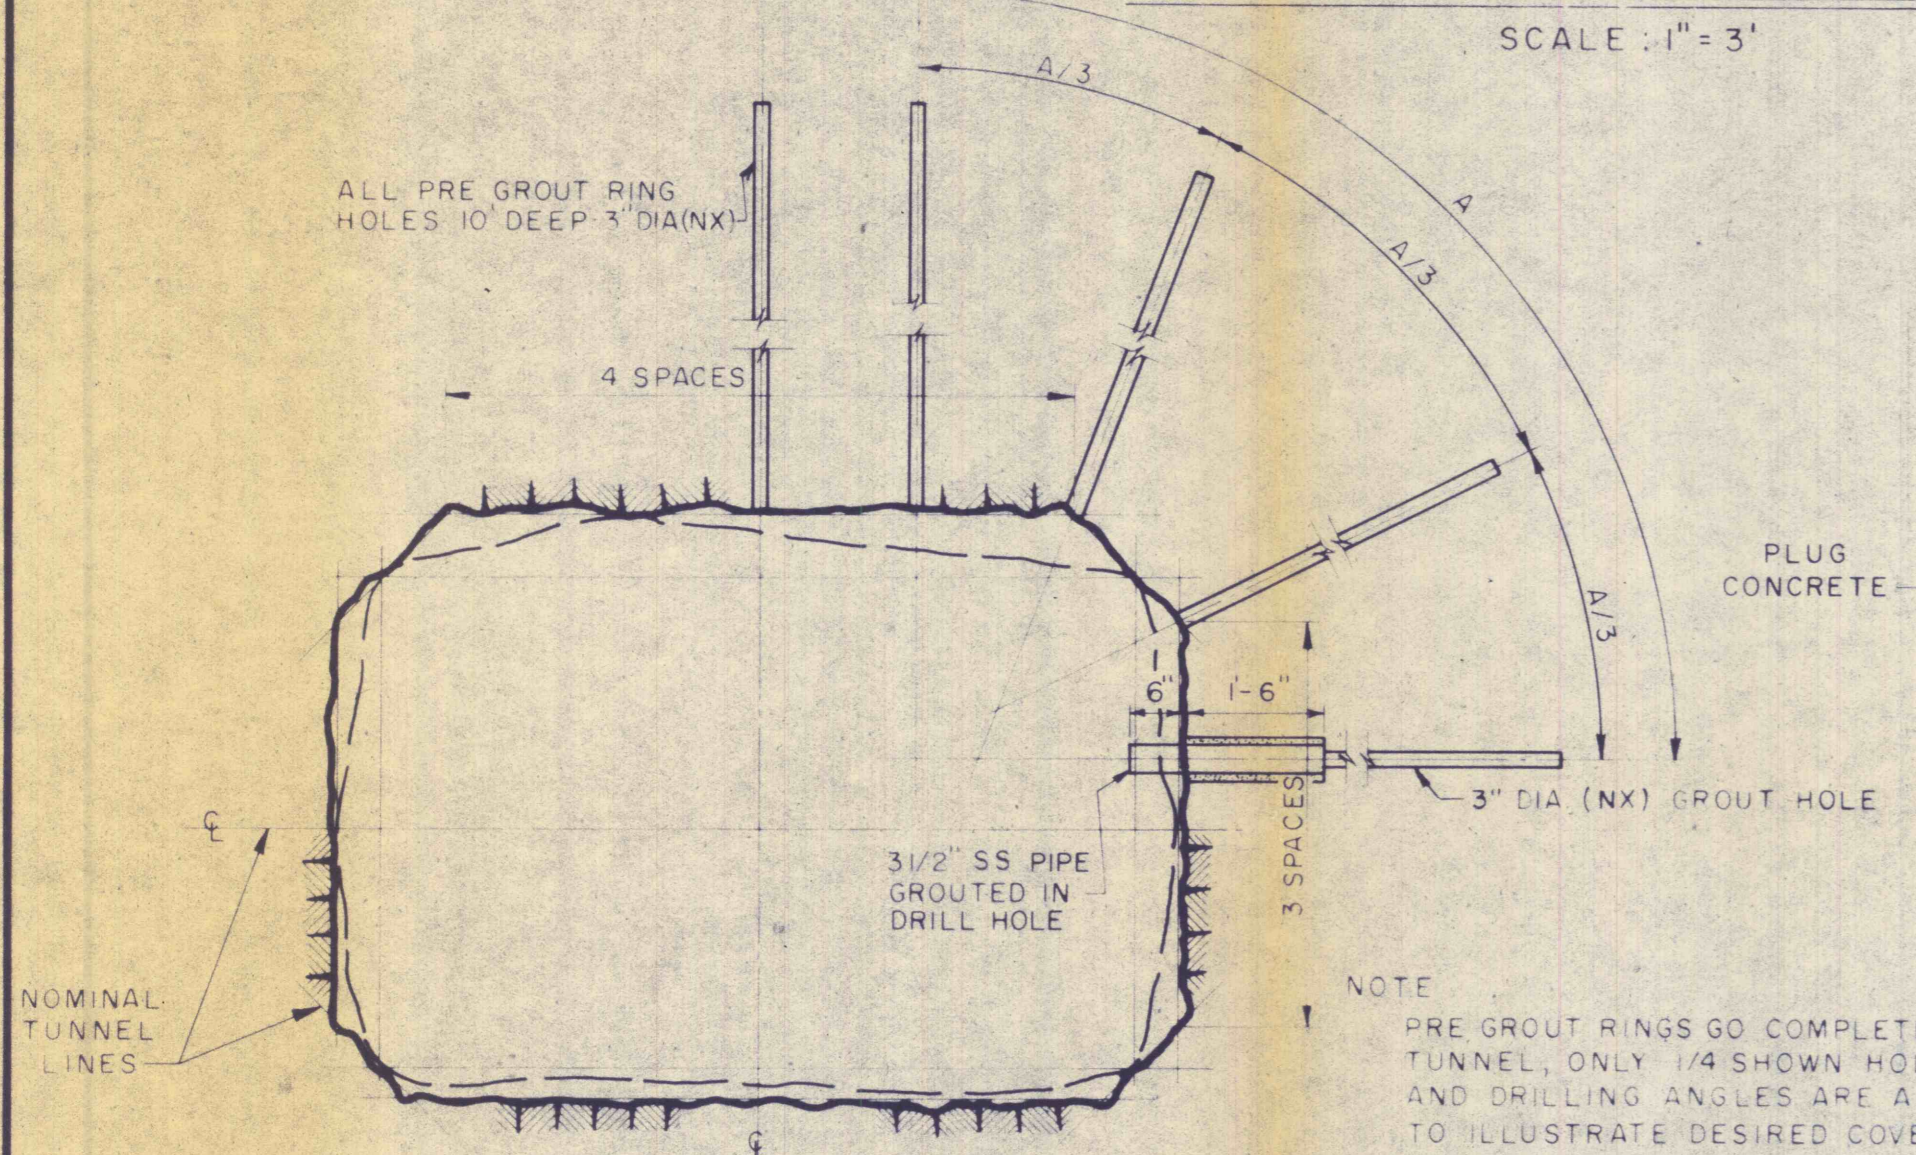 SCALE : 1" = 3'
A/3
ALL PRE GROUT RING
HOLES 10' DEEP 3" DIA(NX)
A
A/3
4 SPACES
PLUG
CONCRETE
A/3
6"
1'-6"
3" DIA. (NX) GROUT HOLE
℄
3 1/2" SS PIPE
GROUTED IN
DRILL HOLE
3 SPACES
NOMINAL
TUNNEL
LINES
NOTE
PRE GROUT RINGS GO COMPLET
TUNNEL, ONLY 1/4 SHOWN HO
AND DRILLING ANGLES ARE A
TO ILLUSTRATE DESIRED COV
℄